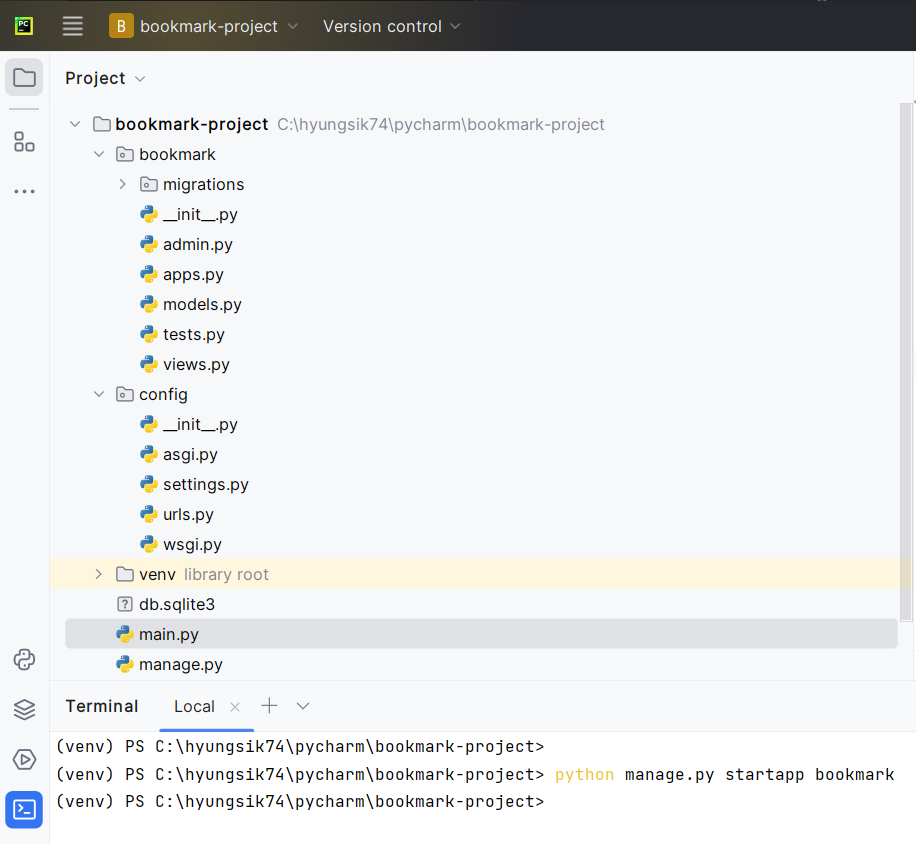 PC B bookmark-project Version control
Project
bookmark-project C:\hyungsik74\pycharm\bookmark-project
bookmark
migrations
__init__.py
admin.py
apps.py
models.py
tests.py
views.py
config
__init__.py
asgi.py
settings.py
urls.py
wsgi.py
venv library root
db.sqlite3
main.py
manage.py
Terminal Local
(venv) PS C:\hyungsik74\pycharm\bookmark-project>
(venv) PS C:\hyungsik74\pycharm\bookmark-project> python manage.py startapp bookmark
(venv) PS C:\hyungsik74\pycharm\bookmark-project>